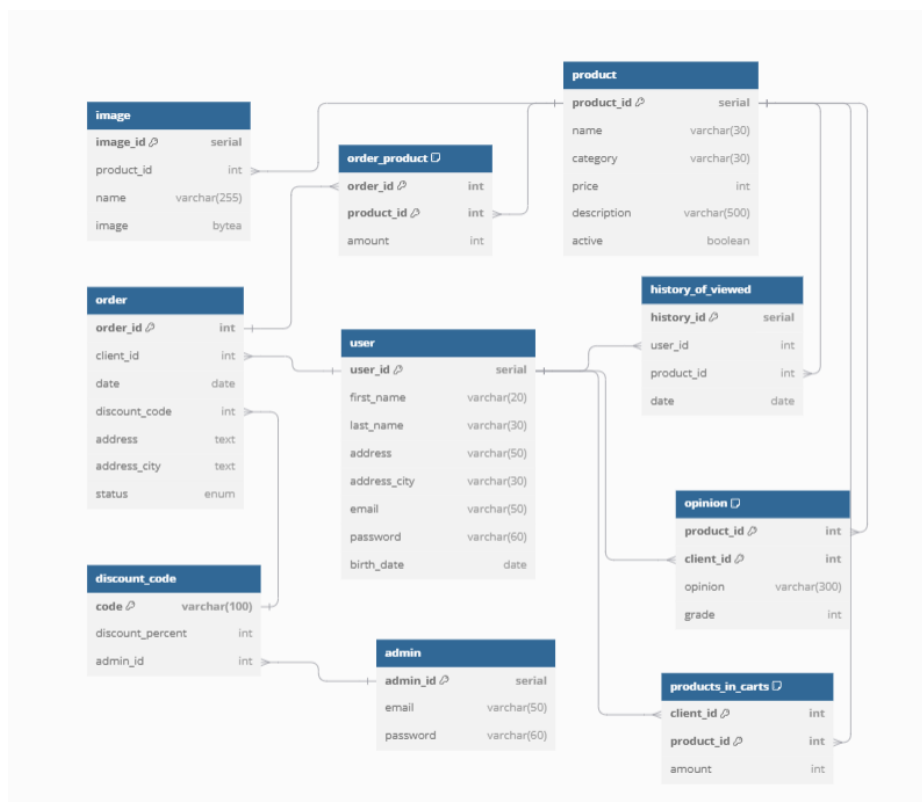 image
image_id serial
product_id int
name varchar(255)
image bytea
order_product
order_id int
product_id int
amount int
product
product_id serial
name varchar(30)
category varchar(30)
price int
description varchar(500)
active boolean
order
order_id int
client_id int
date date
discount_code int
address text
address_city text
status enum
user
user_id serial
first_name varchar(20)
last_name varchar(30)
address varchar(50)
address_city varchar(30)
email varchar(50)
password varchar(60)
birth_date date
history_of_viewed
history_id serial
user_id int
product_id int
date date
opinion
product_id int
client_id int
opinion varchar(300)
grade int
discount_code
code varchar(100)
discount_percent int
admin_id int
admin
admin_id serial
email varchar(50)
password varchar(60)
products_in_carts
client_id int
product_id int
amount int